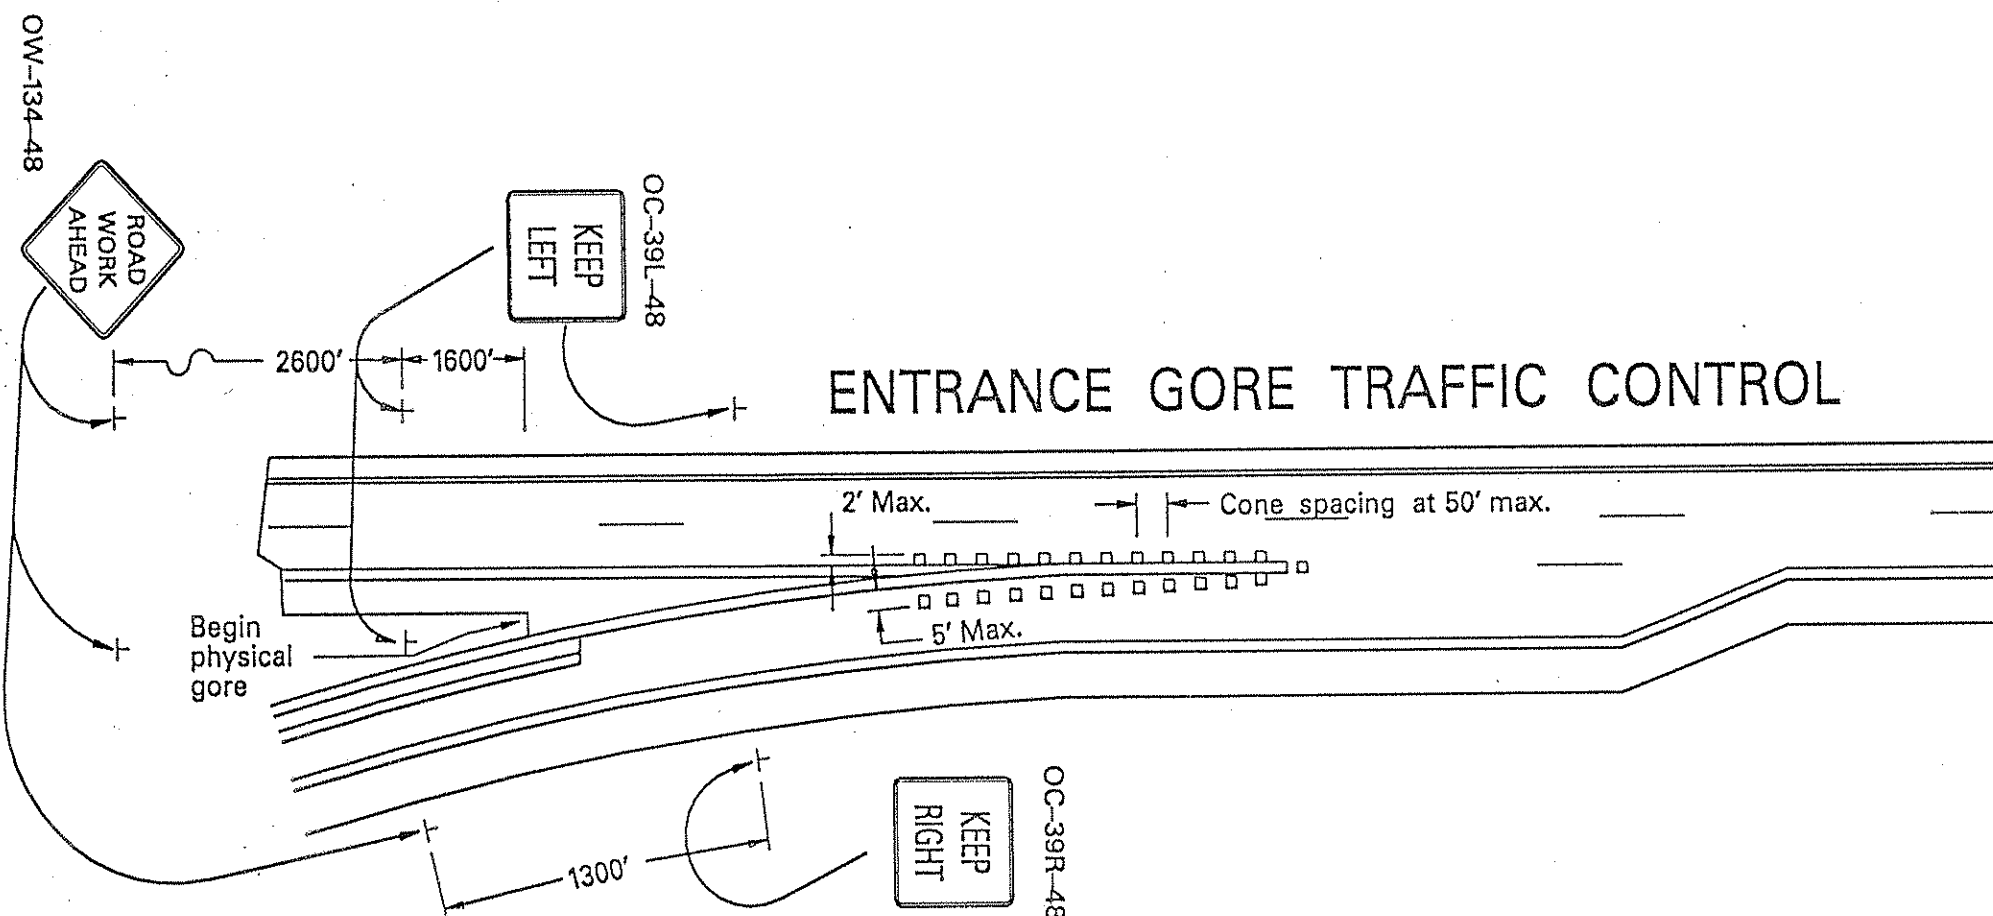 OW-134-48
ROAD
WORK
AHEAD
KEEP
LEFT
OC-39L-48
2600'
1600'
ENTRANCE GORE TRAFFIC CONTROL
2' Max.
Cone spacing at 50' max.
Begin
physical
gore
5' Max.
1300'
KEEP
RIGHT
OC-39R-48